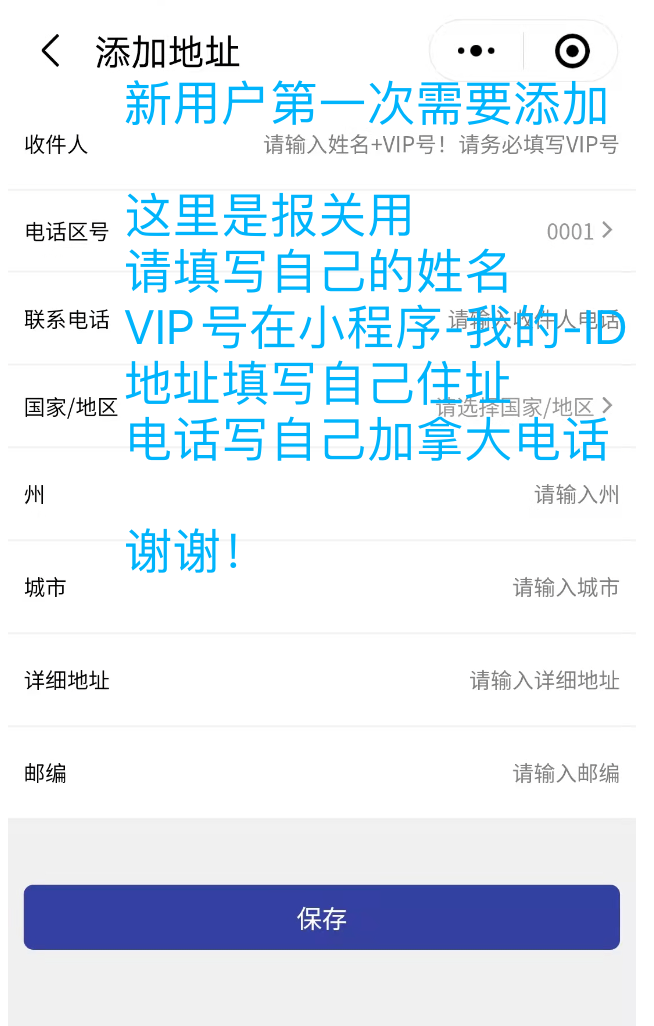 添加地址
新用户第一次需要添加
收件人
请输入姓名+VIP号！请务必填写VIP号
这里是报关用
电话区号
0001
请填写自己的姓名
联系电话
请输入收件人电话
VIP号在小程序-我的-ID
地址填写自己住址
国家/地区
请选择国家/地区
电话写自己加拿大电话
州
请输入州
谢谢！
城市
请输入城市
详细地址
请输入详细地址
邮编
请输入邮编
保存